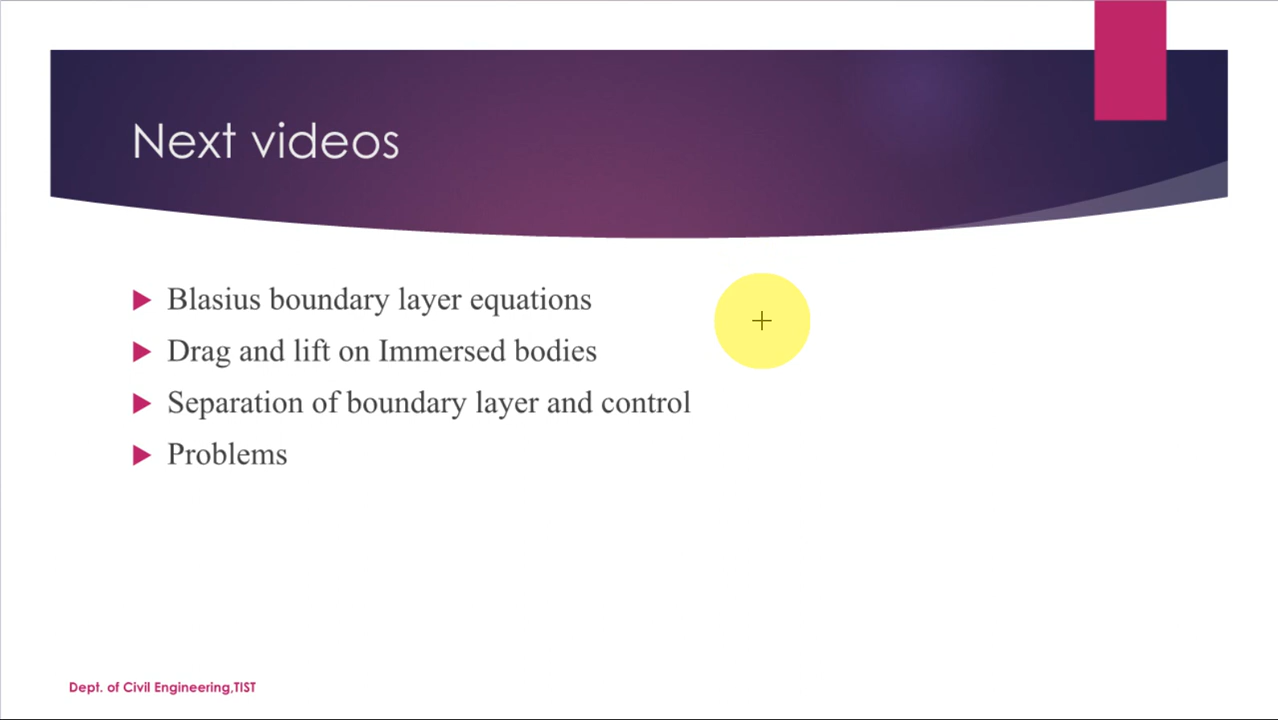 Next videos
Blasius boundary layer equations
Drag and lift on Immersed bodies
Separation of boundary layer and control
Problems
Dept. of Civil Engineering,TIST